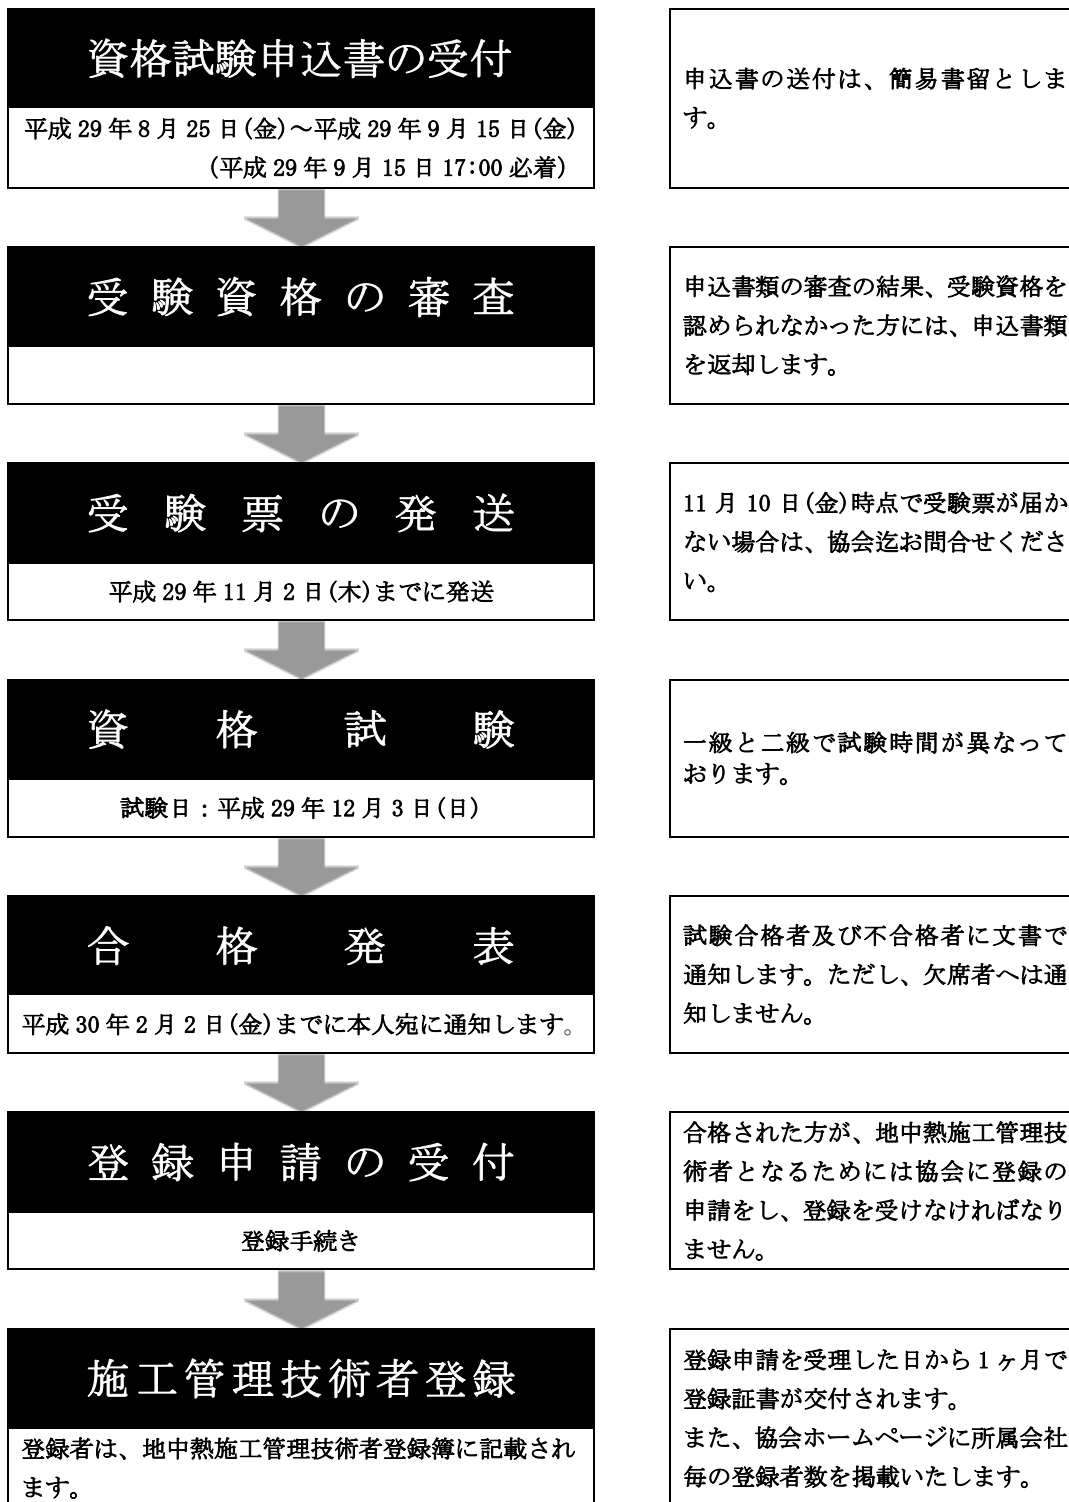 資格試験申込書の受付
平成 29 年 8 月 25 日(金)～平成 29 年 9 月 15 日(金)
(平成 29 年 9 月 15 日 17:00 必着)
申込書の送付は、簡易書留としま
す。
受験資格の審査
申込書類の審査の結果、受験資格を
認められなかった方には、申込書類
を返却します。
受験票の発送
平成 29 年 11 月 2 日(木)までに発送
11 月 10 日(金)時点で受験票が届か
ない場合は、協会迄お問合せくださ
い。
資格試験
試験日：平成 29 年 12 月 3 日(日)
一級と二級で試験時間が異なって
おります。
合格発表
平成 30 年 2 月 2 日(金)までに本人宛に通知します。
試験合格者及び不合格者に文書で
通知します。ただし、欠席者へは通
知しません。
登録申請の受付
登録手続き
合格された方が、地中熱施工管理技
術者となるためには協会に登録の
申請をし、登録を受けなければなり
ません。
施工管理技術者登録
登録者は、地中熱施工管理技術者登録簿に記載され
ます。
登録申請を受理した日から 1 ヶ月で
登録証書が交付されます。
また、協会ホームページに所属会社
毎の登録者数を掲載いたします。